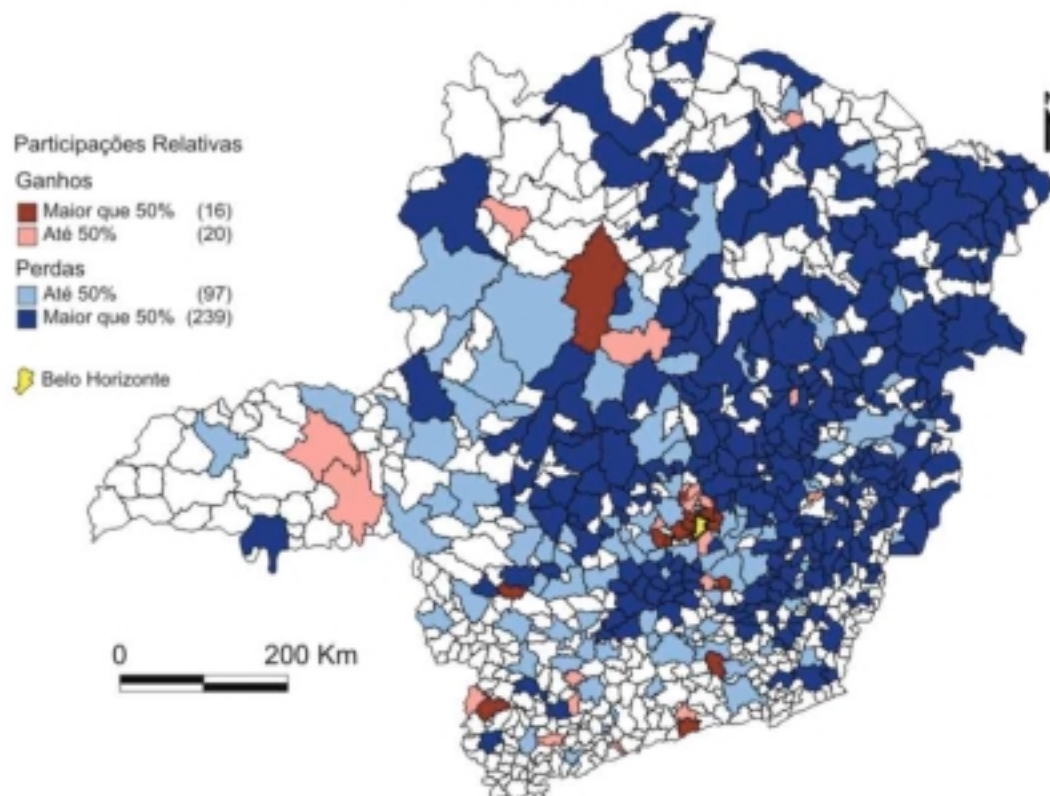 Participações Relativas
Ganhos
Maior que 50% (16)
Até 50% (20)
Perdas
Até 50% (97)
Maior que 50% (239)
Belo Horizonte
0 200 Km